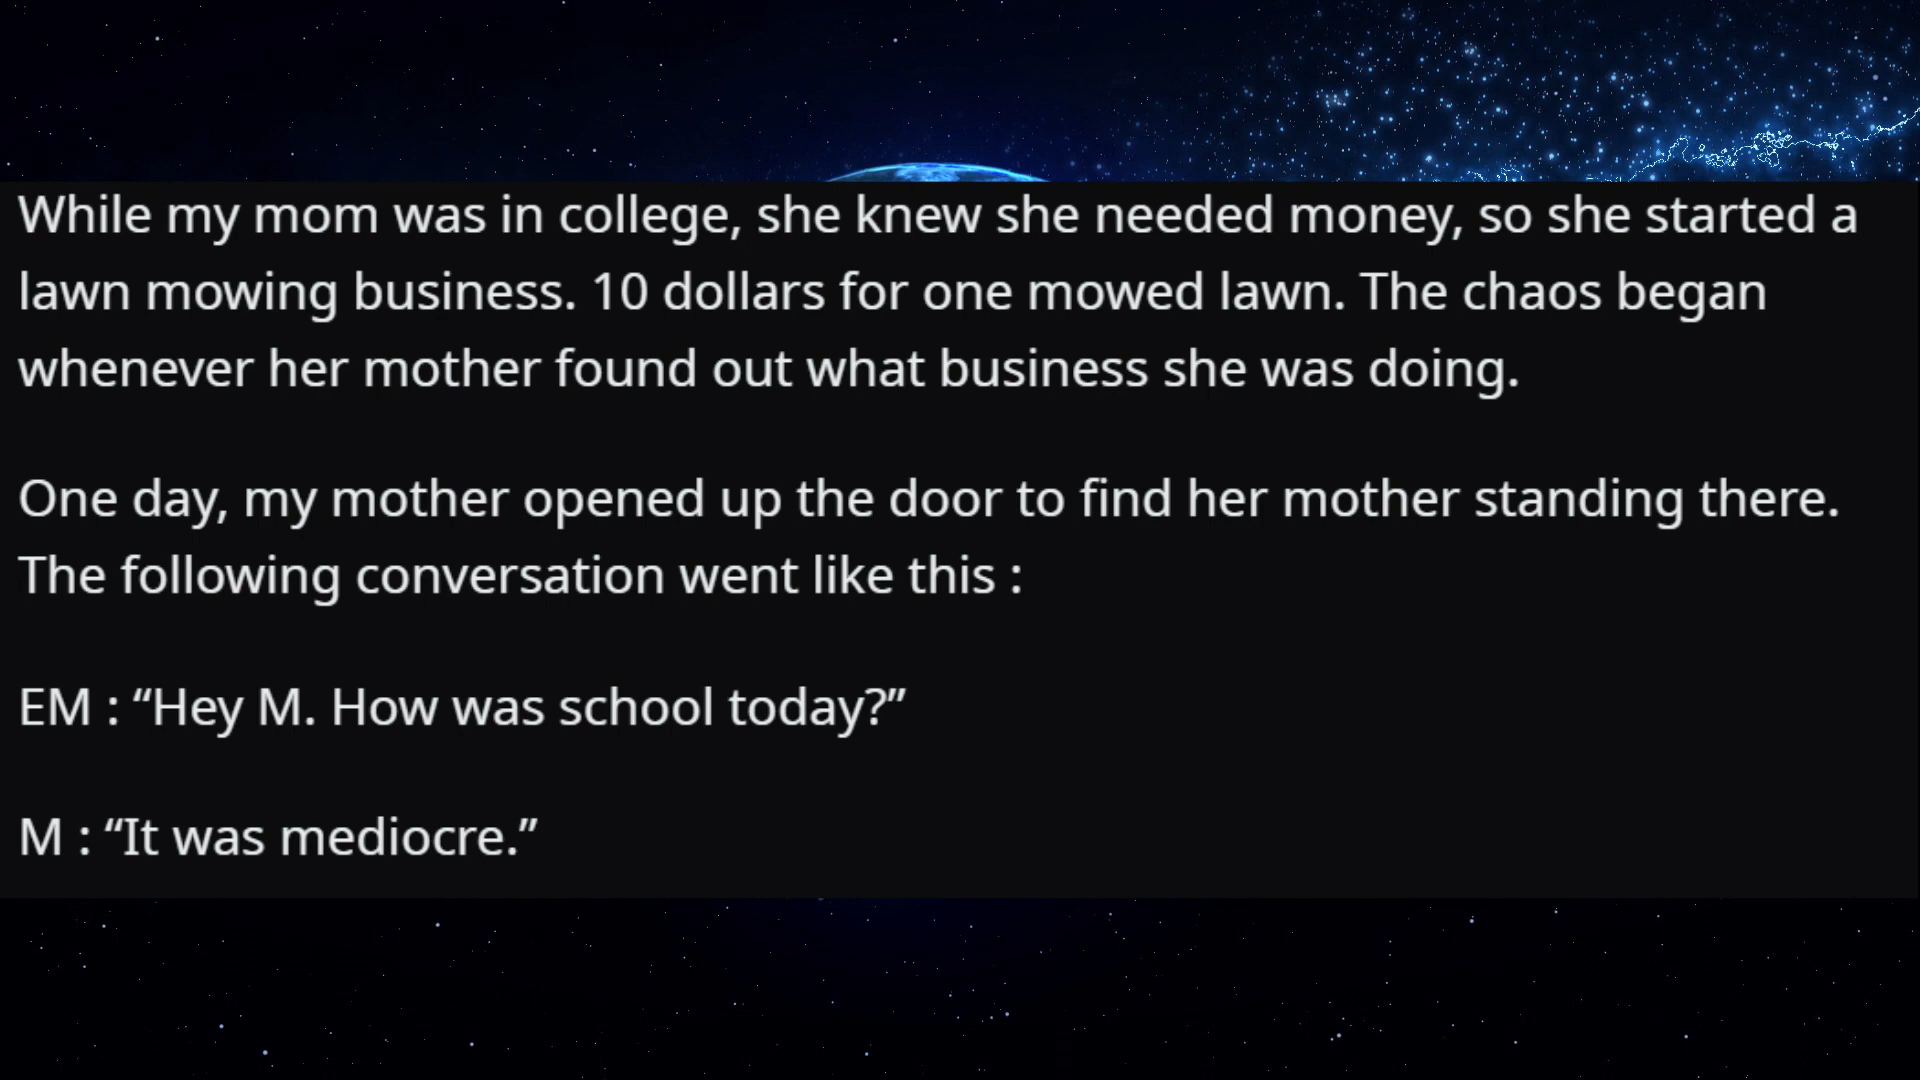 While my mom was in college, she knew she needed money, so she started a
lawn mowing business. 10 dollars for one mowed lawn. The chaos began
whenever her mother found out what business she was doing.
One day, my mother opened up the door to find her mother standing there.
The following conversation went like this :
EM : “Hey M. How was school today?”
M : “It was mediocre.”